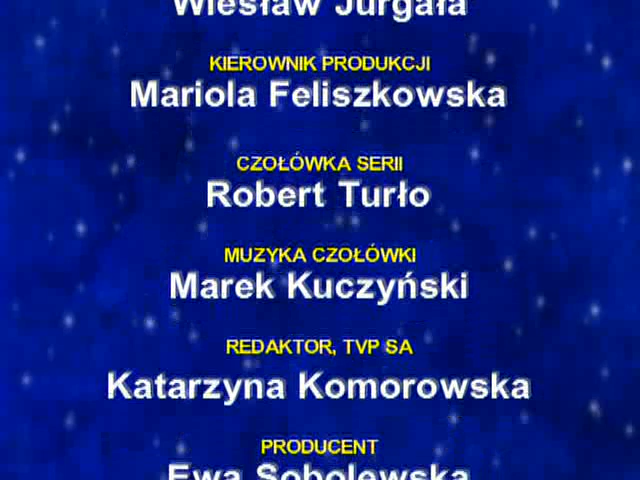 Wiesław Jurgała
KIEROWNIK PRODUKCJI
Mariola Feliszkowska
CZOŁÓWKA SERII
Robert Turło
MUZYKA CZOŁÓWKI
Marek Kuczyński
REDAKTOR, TVP SA
Katarzyna Komorowska
PRODUCENT
Ewa Sobolewska